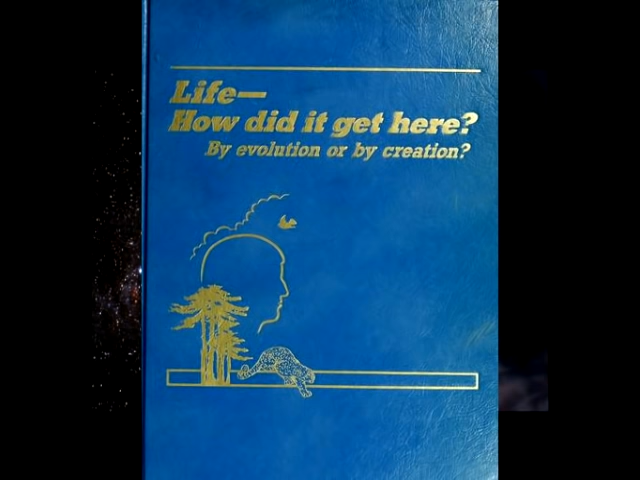 Life—
How did it get here?
By evolution or by creation?